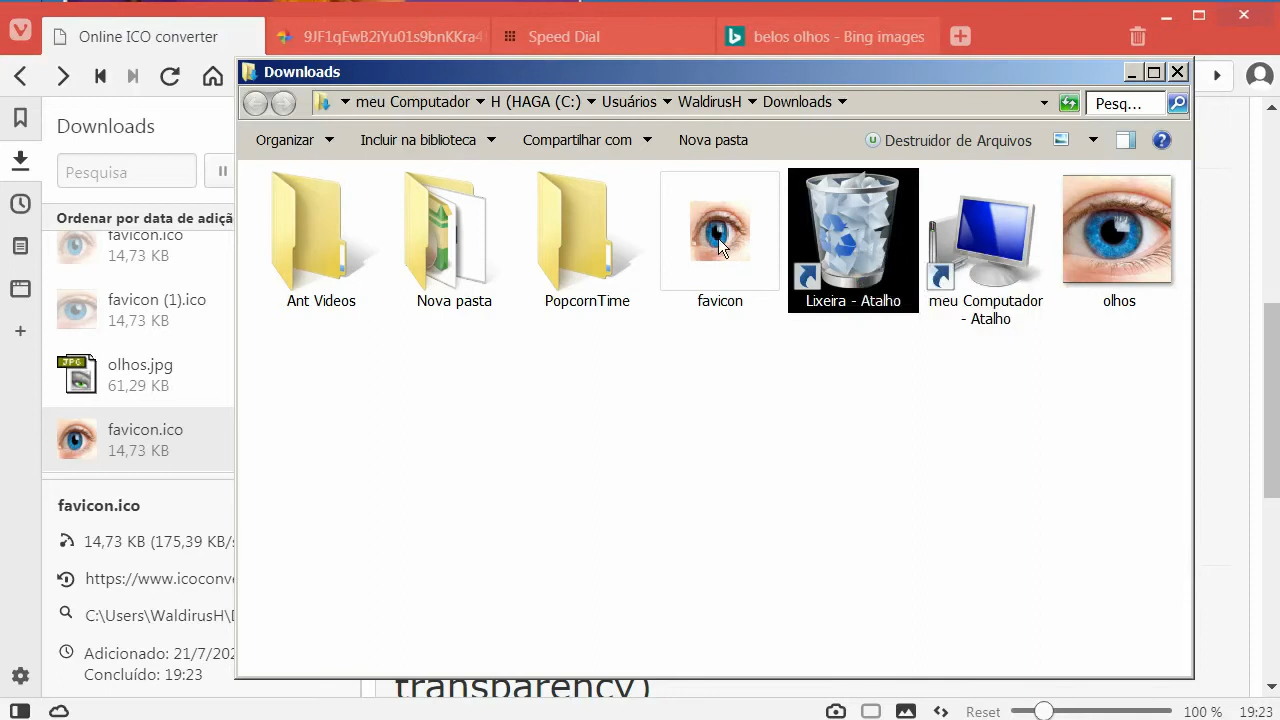 Online ICO converter
9JF1qEwB2iYu01s9bnKKra4
Speed Dial
belos olhos - Bing images
Downloads
meu Computador
H (HAGA (C:)
Usuários
WaldirusH
Downloads
Pesq...
Organizar
Incluir na biblioteca
Compartilhar com
Nova pasta
Destruidor de Arquivos
Downloads
Pesquisa
Ordenar por data de adiçã
favicon.ico
14,73 KB
favicon (1).ico
14,73 KB
JPG
olhos.jpg
61,29 KB
favicon.ico
14,73 KB
Ant Videos
Nova pasta
PopcornTime
favicon
Lixeira - Atalho
meu Computador
- Atalho
olhos
favicon.ico
14,73 KB (175,39 KB/s
https://www.icoconve
C:\Users\WaldirusH\D
Adicionado: 21/7/202
Concluído: 19:23
transparency)
Reset
100 %
19:23